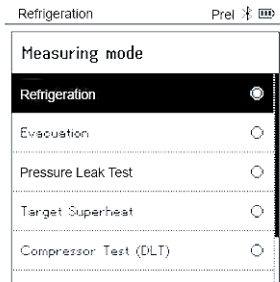 Refrigeration Prel
Measuring mode
Refrigeration
Evacuation
Pressure Leak Test
Target Superheat
Compressor Test (DLT)